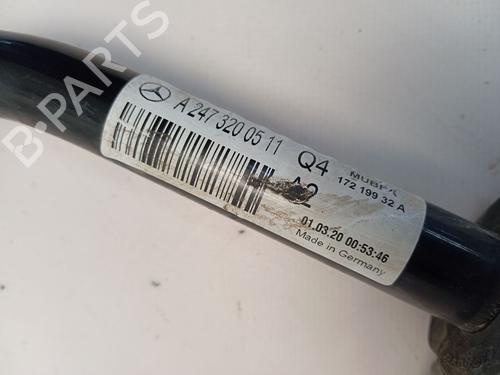 A 247 320 05 11
Q4
A2
MUBPK
172 199 32 A
01.03.20 00:53:46
Made in Germany
B-PARTS